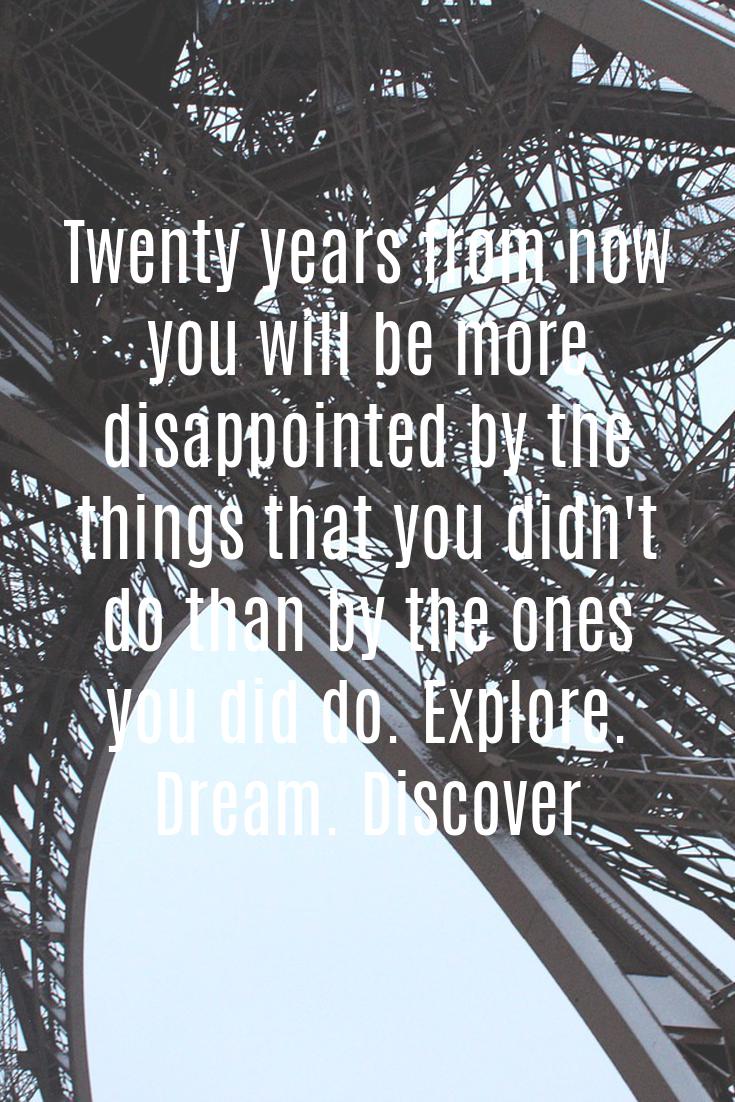 Twenty years from now
you will be more
disappointed by the
things that you didn't
do than by the ones
you did do. Explore.
Dream. Discover